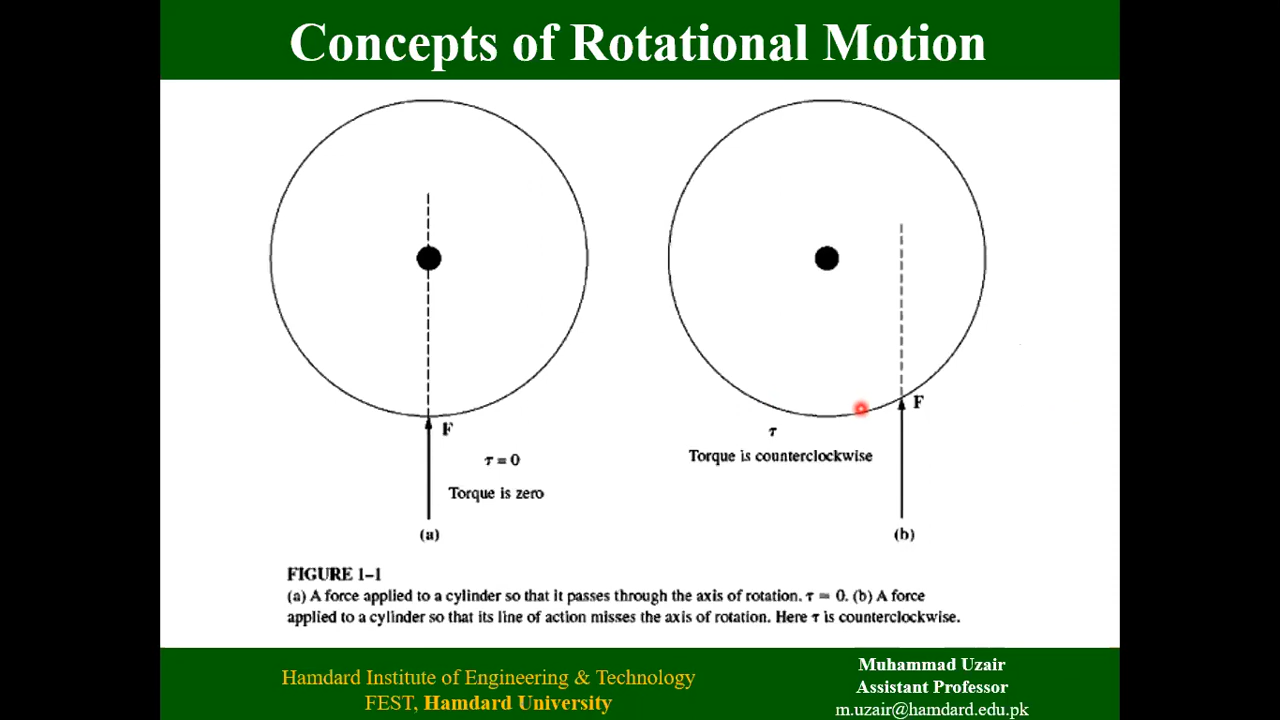 Concepts of Rotational Motion
F
τ = 0
Torque is zero
(a)
F
τ
Torque is counterclockwise
(b)
FIGURE 1–1
(a) A force applied to a cylinder so that it passes through the axis of rotation. τ = 0. (b) A force
applied to a cylinder so that its line of action misses the axis of rotation. Here τ is counterclockwise.
Hamdard Institute of Engineering & Technology
FEST, Hamdard University
Muhammad Uzair
Assistant Professor
m.uzair@hamdard.edu.pk